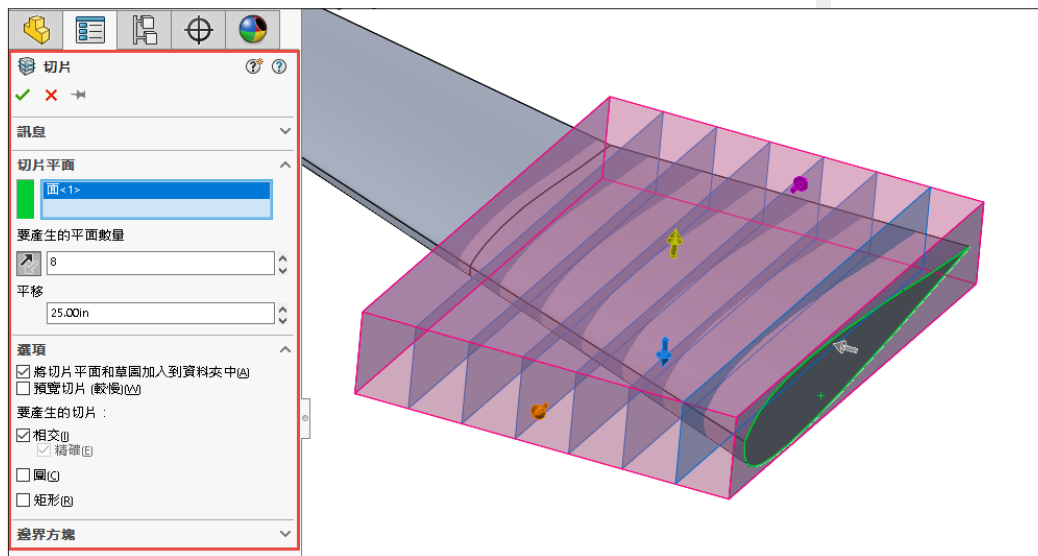 切片
訊息
切片平面
面<1>
要產生的平面數量
8
平移
25.00in
選項
將切片平面和草圖加入到資料夾中(A)
預覽切片 (較慢)(W)
要產生的切片：
相交(I)
精確(E)
圓(C)
矩形(R)
邊界方塊